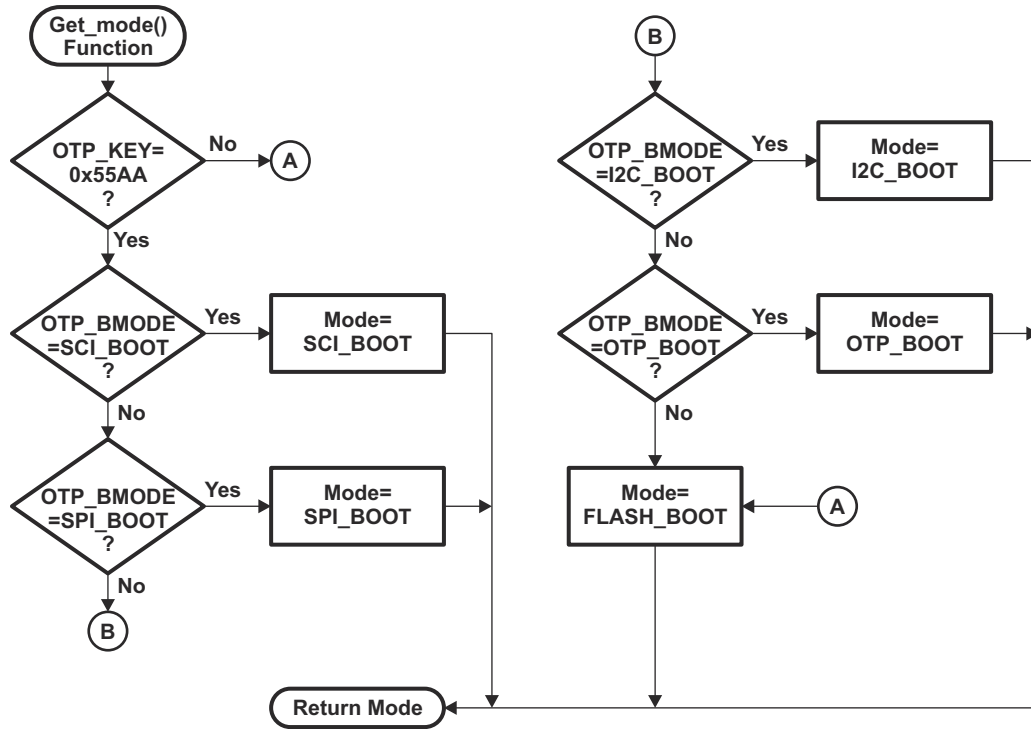 Get_mode()
Function
OTP_KEY=
0x55AA
?
No
A
Yes
OTP_BMODE
=SCI_BOOT
?
Yes
Mode=
SCI_BOOT
No
OTP_BMODE
=SPI_BOOT
?
Yes
Mode=
SPI_BOOT
No
B
B
OTP_BMODE
=I2C_BOOT
?
Yes
Mode=
I2C_BOOT
No
OTP_BMODE
=OTP_BOOT
?
Yes
Mode=
OTP_BOOT
No
Mode=
FLASH_BOOT
A
Return Mode